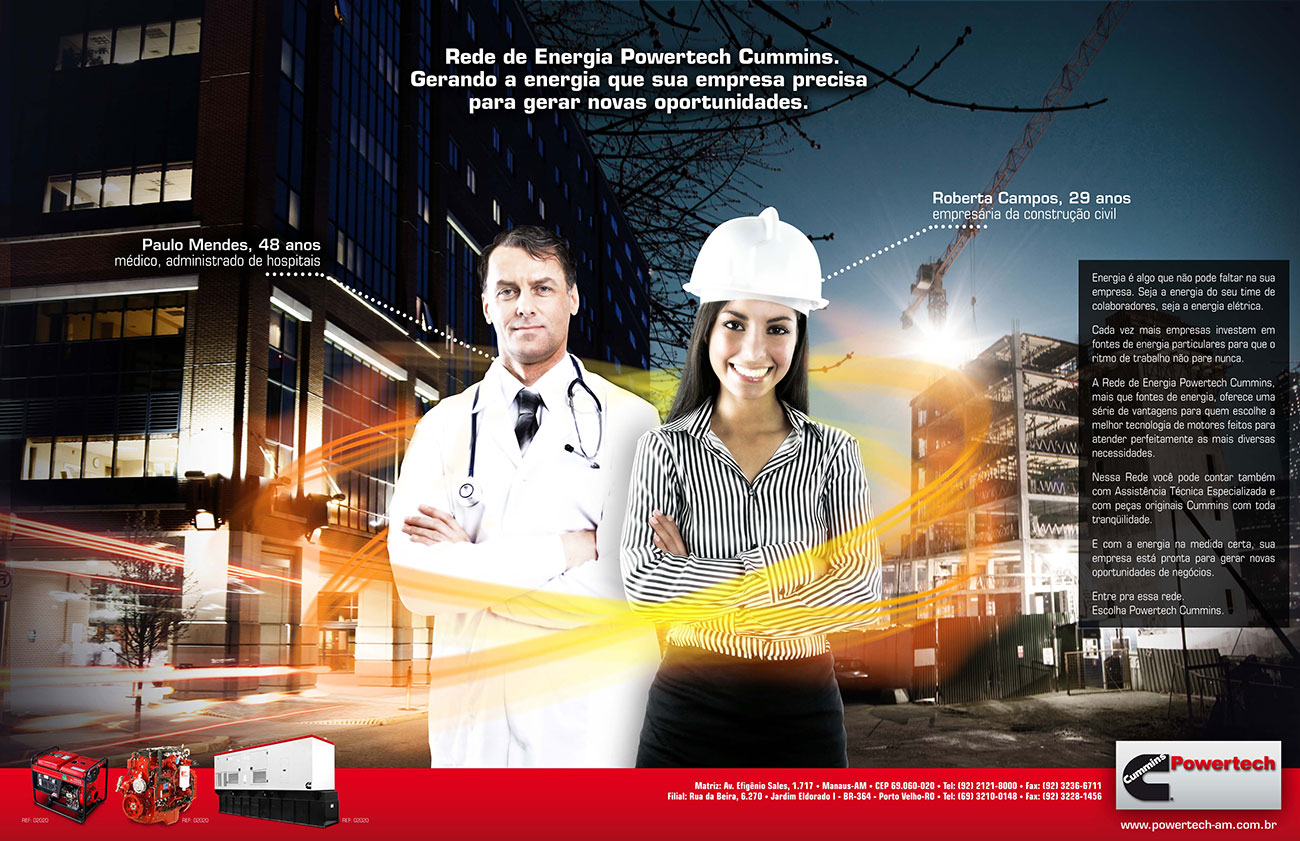 Rede de Energia Powertech Cummins.
Gerando a energia que sua empresa precisa
para gerar novas oportunidades.
Roberta Campos, 29 anos
empresária da construção civil
Paulo Mendes, 48 anos
médico, administrado de hospitais
Energia é algo que não pode faltar na sua
empresa. Seja a energia do seu time de
colaboradores, seja a energia elétrica.
Cada vez mais empresas investem em
fontes de energia particulares para que o
ritmo de trabalho não pare nunca.
A Rede de Energia Powertech Cummins,
mais que fontes de energia, oferece uma
série de vantagens para quem escolhe a
melhor tecnologia de motores feitos para
atender perfeitamente as mais diversas
necessidades.
Nessa Rede você pode contar também
com Assistência Técnica Especializada e
com peças originais Cummins com toda
tranqüilidade.
E com a energia na medida certa, sua
empresa está pronta para gerar novas
oportunidades de negócios.
Entre pra essa rede.
Escolha Powertech Cummins.
REF: 02020
REF: 02020
REF: 02020
Matriz: Av. Efigênio Sales, 1.717 • Manaus-AM • CEP 69.060-020 • Tel: (92) 2121-8000 • Fax: (92) 3236-6711
Filial: Rua da Beira, 6.270 • Jardim Eldorado I - BR-364 • Porto Velho-RO • Tel: (69) 3210-0148 • Fax: (92) 3228-1456
Cummins Powertech
www.powertech-am.com.br